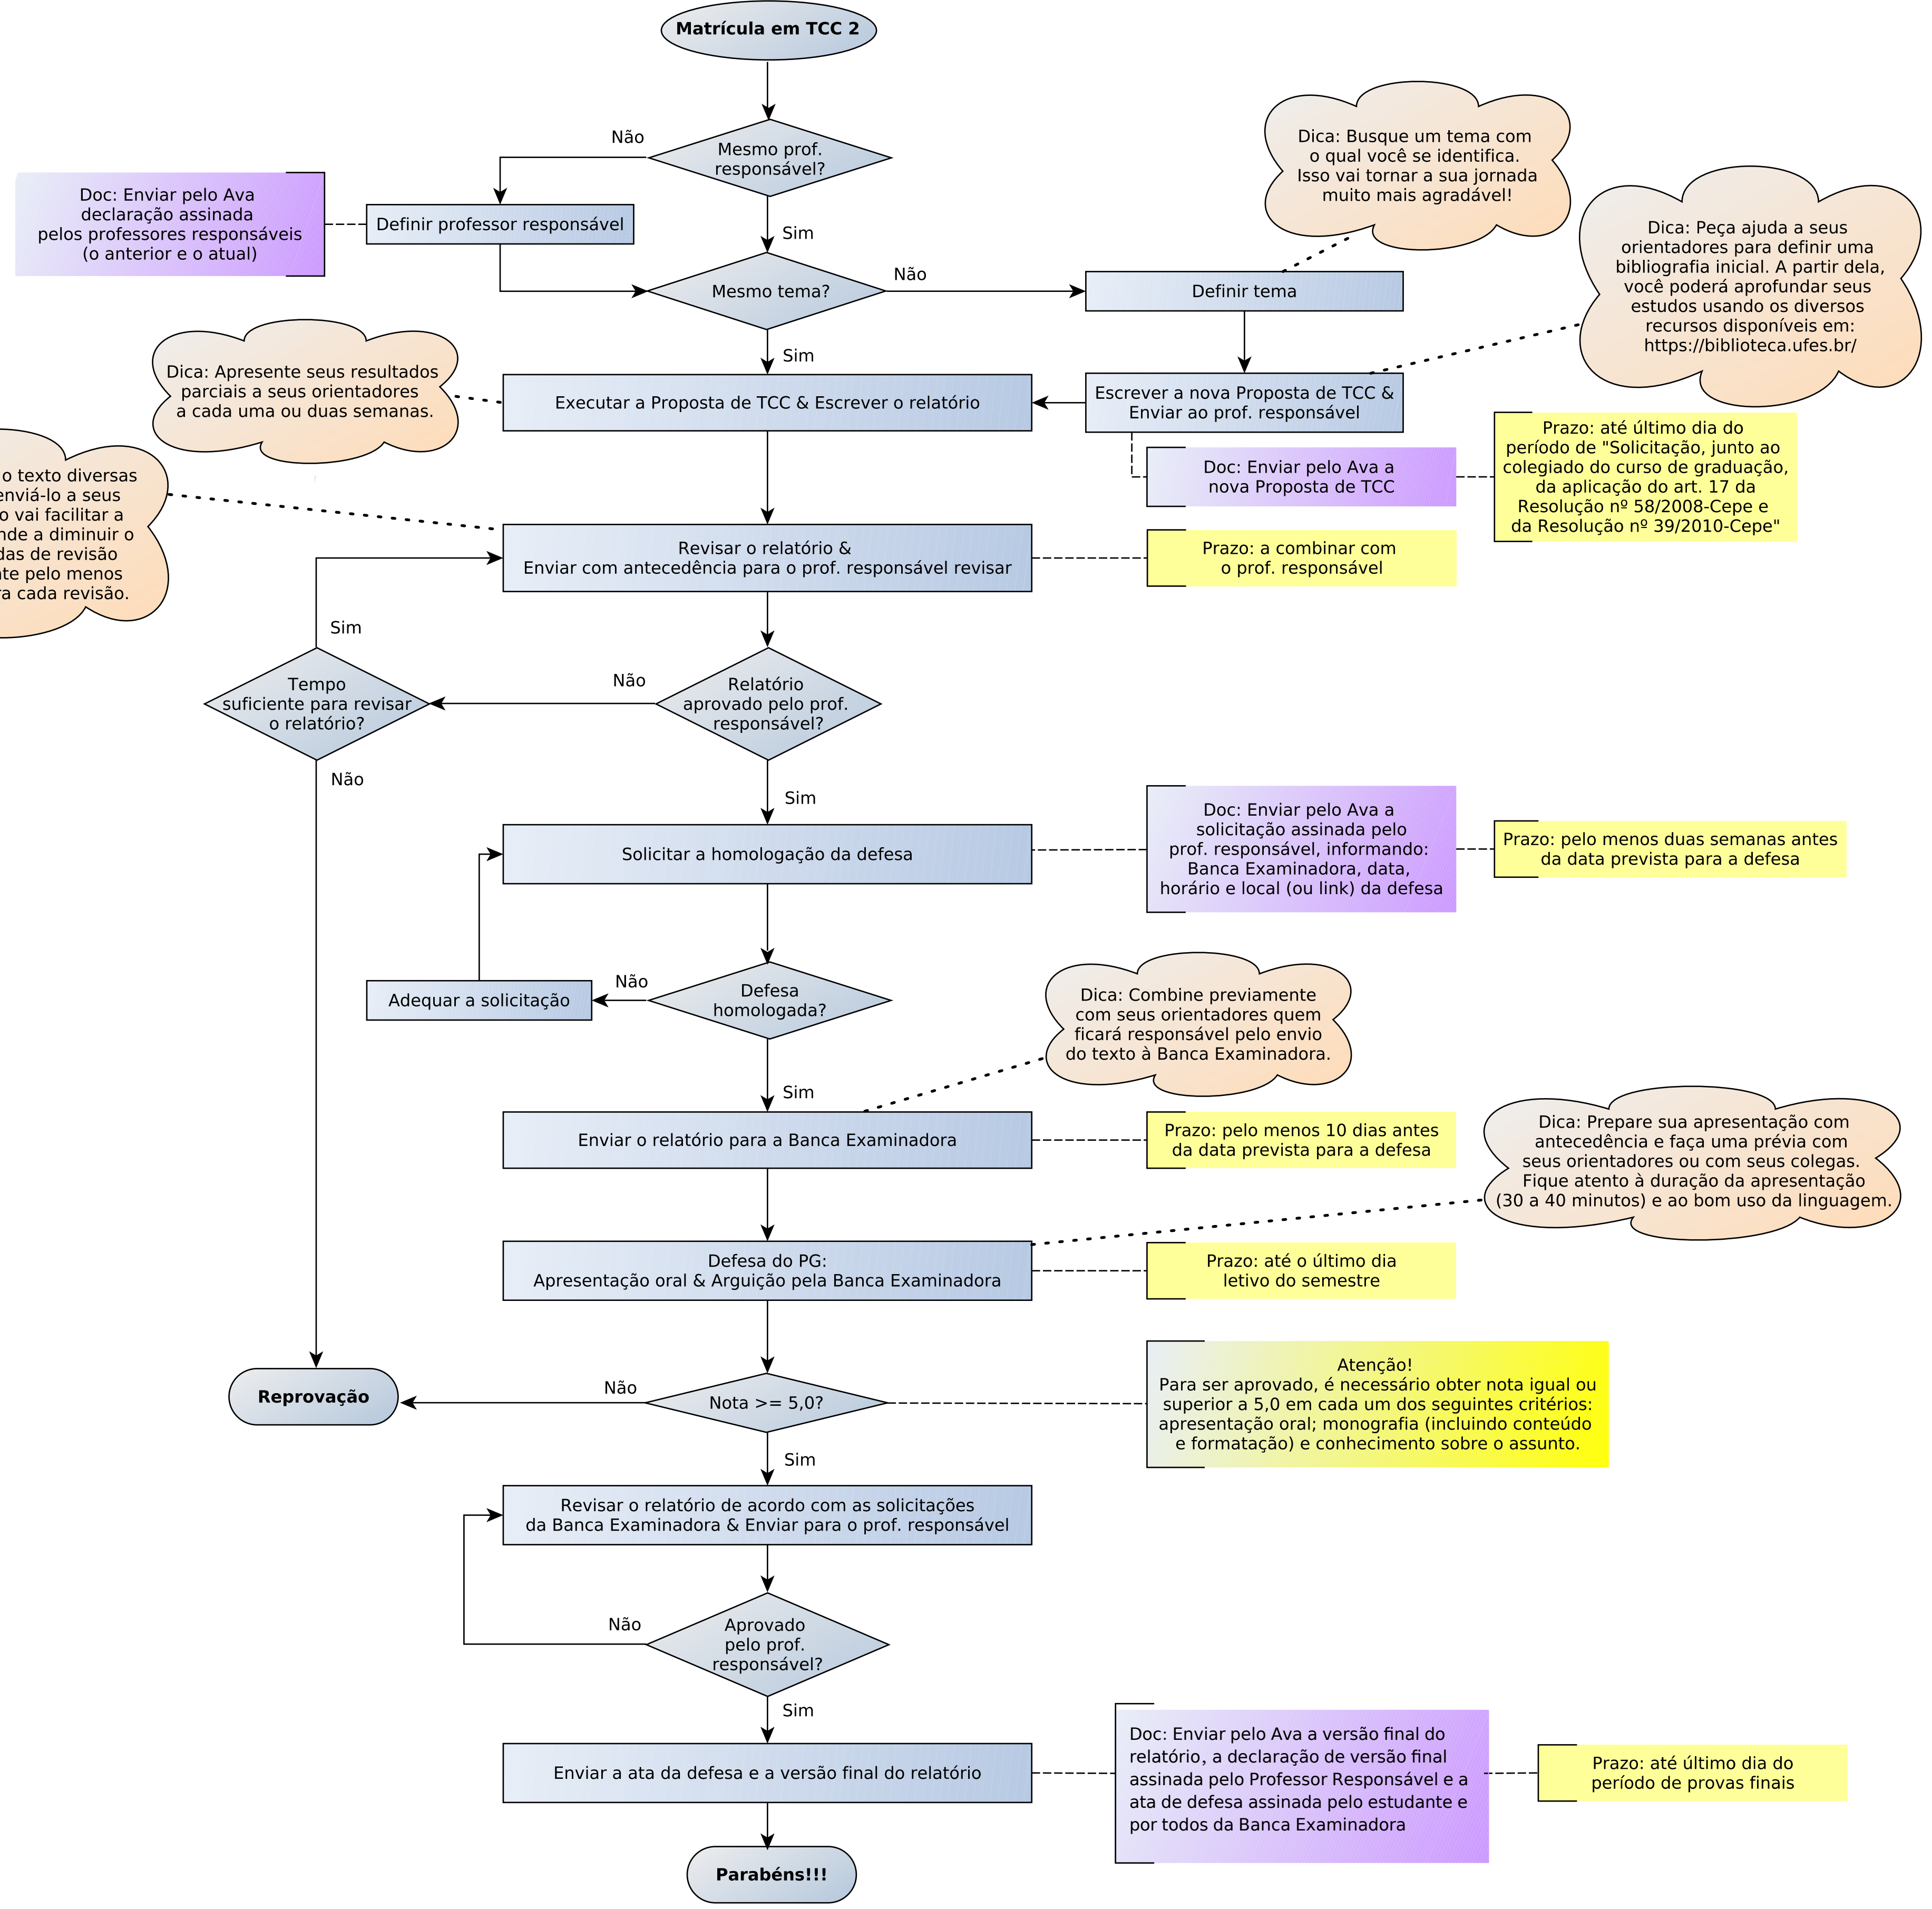 Matrícula em TCC 2
Mesmo prof.
responsável?
Não
Sim
Definir professor responsável
Doc: Enviar pelo Ava
declaração assinada
pelos professores responsáveis
(o anterior e o atual)
Mesmo tema?
Não
Sim
Definir tema
Dica: Busque um tema com
o qual você se identifica.
Isso vai tornar a sua jornada
muito mais agradável!
Dica: Peça ajuda a seus
orientadores para definir uma
bibliografia inicial. A partir dela,
você poderá aprofundar seus
estudos usando os diversos
recursos disponíveis em:
https://biblioteca.ufes.br/
Dica: Apresente seus resultados
parciais a seus orientadores
a cada uma ou duas semanas.
Executar a Proposta de TCC & Escrever o relatório
Escrever a nova Proposta de TCC &
Enviar ao prof. responsável
Doc: Enviar pelo Ava a
nova Proposta de TCC
Prazo: até último dia do
período de "Solicitação, junto ao
colegiado do curso de graduação,
da aplicação do art. 17 da
Resolução nº 58/2008-Cepe e
da Resolução nº 39/2010-Cepe"
o texto diversas
enviá-lo a seus
o vai facilitar a
a diminuir o
de revisão
pelo menos
cada revisão.
Revisar o relatório &
Enviar com antecedência para o prof. responsável revisar
Prazo: a combinar com
o prof. responsável
Sim
Tempo
suficiente para revisar
o relatório?
Não
Não
Relatório
aprovado pelo prof.
responsável?
Sim
Solicitar a homologação da defesa
Doc: Enviar pelo Ava a
solicitação assinada pelo
prof. responsável, informando:
Banca Examinadora, data,
horário e local (ou link) da defesa
Prazo: pelo menos duas semanas antes
da data prevista para a defesa
Adequar a solicitação
Não
Defesa
homologada?
Sim
Dica: Combine previamente
com seus orientadores quem
ficará responsável pelo envio
do texto à Banca Examinadora.
Enviar o relatório para a Banca Examinadora
Prazo: pelo menos 10 dias antes
da data prevista para a defesa
Dica: Prepare sua apresentação com
antecedência e faça uma prévia com
seus orientadores ou com seus colegas.
Fique atento à duração da apresentação
(30 a 40 minutos) e ao bom uso da linguagem.
Defesa do PG:
Apresentação oral & Arguição pela Banca Examinadora
Prazo: até o último dia
letivo do semestre
Reprovação
Não
Nota >= 5,0?
Sim
Atenção!
Para ser aprovado, é necessário obter nota igual ou
superior a 5,0 em cada um dos seguintes critérios:
apresentação oral; monografia (incluindo conteúdo
e formatação) e conhecimento sobre o assunto.
Revisar o relatório de acordo com as solicitações
da Banca Examinadora & Enviar para o prof. responsável
Não
Aprovado
pelo prof.
responsável?
Sim
Enviar a ata da defesa e a versão final do relatório
Doc: Enviar pelo Ava a versão final do
relatório, a declaração de versão final
assinada pelo Professor Responsável e a
ata de defesa assinada pelo estudante e
por todos da Banca Examinadora
Prazo: até último dia do
período de provas finais
Parabéns!!!